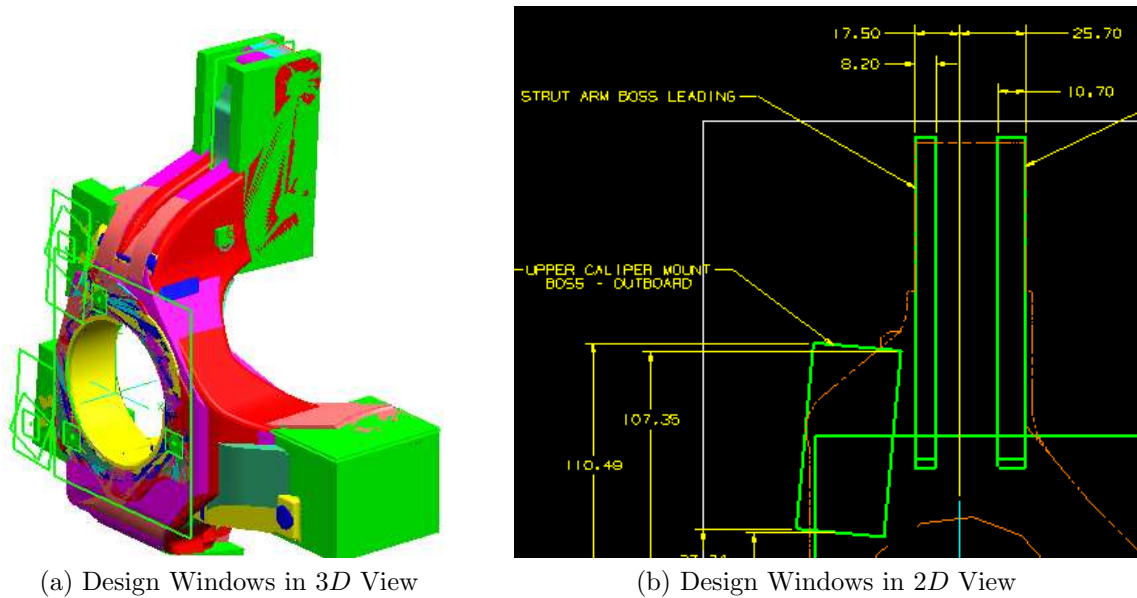 17.50
25.70
8.20
10.70
STRUT ARM BOSS LEADING
UPPER CALIPER MOUNT
BOSS - OUTBOARD
107.35
110.49
(a) Design Windows in 3D View
(b) Design Windows in 2D View